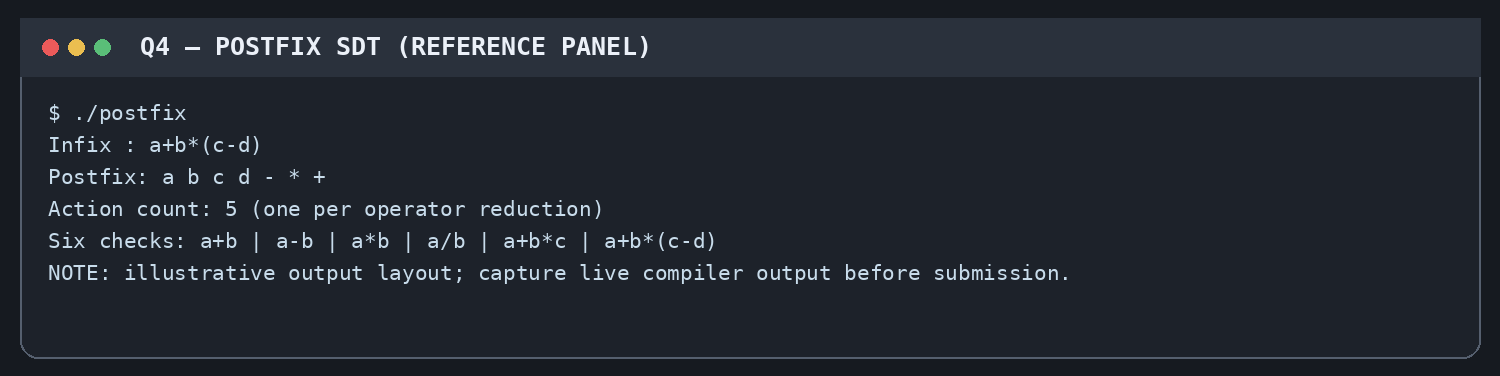 Q4 — POSTFIX SDT (REFERENCE PANEL)
$ ./postfix
Infix : a+b*(c-d)
Postfix: a b c d - * +
Action count: 5 (one per operator reduction)
Six checks: a+b | a-b | a*b | a/b | a+b*c | a+b*(c-d)
NOTE: illustrative output layout; capture live compiler output before submission.